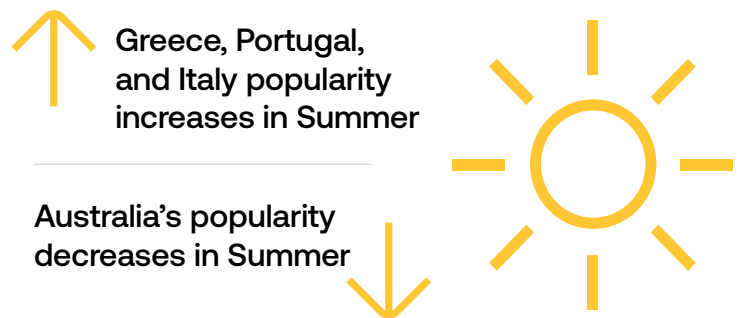 Greece, Portugal,
and Italy popularity
increases in Summer
Australia’s popularity
decreases in Summer